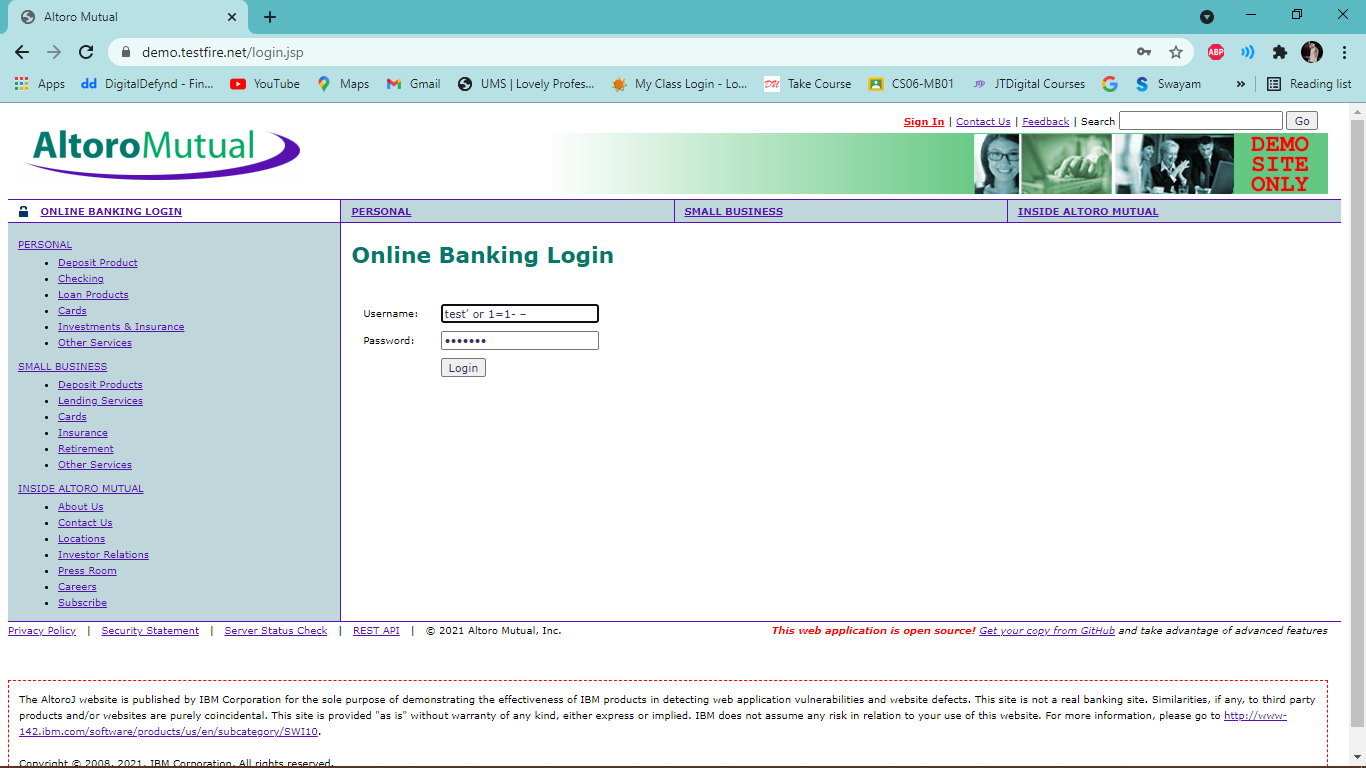 Altoro Mutual
demo.testfire.net/login.jsp
ABP
Apps dd DigitalDefynd - Fin... YouTube Maps Gmail UMS | Lovely Profes... My Class Login - Lo... Take Course CS06-MB01 JTDigital Courses Swayam » Reading list
Sign In | Contact Us | Feedback | Search Go
AltoroMutual
DEMO
SITE
ONLY
ONLINE BANKING LOGIN PERSONAL SMALL BUSINESS INSIDE ALTORO MUTUAL
PERSONAL
Deposit Product
Checking
Loan Products
Cards
Investments & Insurance
Other Services
SMALL BUSINESS
Deposit Products
Lending Services
Cards
Insurance
Retirement
Other Services
INSIDE ALTORO MUTUAL
About Us
Contact Us
Locations
Investor Relations
Press Room
Careers
Subscribe
Online Banking Login
Username: test’ or 1=1- –
Password: •••••••
Login
Privacy Policy | Security Statement | Server Status Check | REST API | © 2021 Altoro Mutual, Inc. This web application is open source! Get your copy from GitHub and take advantage of advanced features
The AltoroJ website is published by IBM Corporation for the sole purpose of demonstrating the effectiveness of IBM products in detecting web application vulnerabilities and website defects. This site is not a real banking site. Similarities, if any, to third party
products and/or websites are purely coincidental. This site is provided "as is" without warranty of any kind, either express or implied. IBM does not assume any risk in relation to your use of this website. For more information, please go to http://www-
142.ibm.com/software/products/us/en/subcategory/SWI10.
Copyright © 2008, 2021, IBM Corporation, All rights reserved.